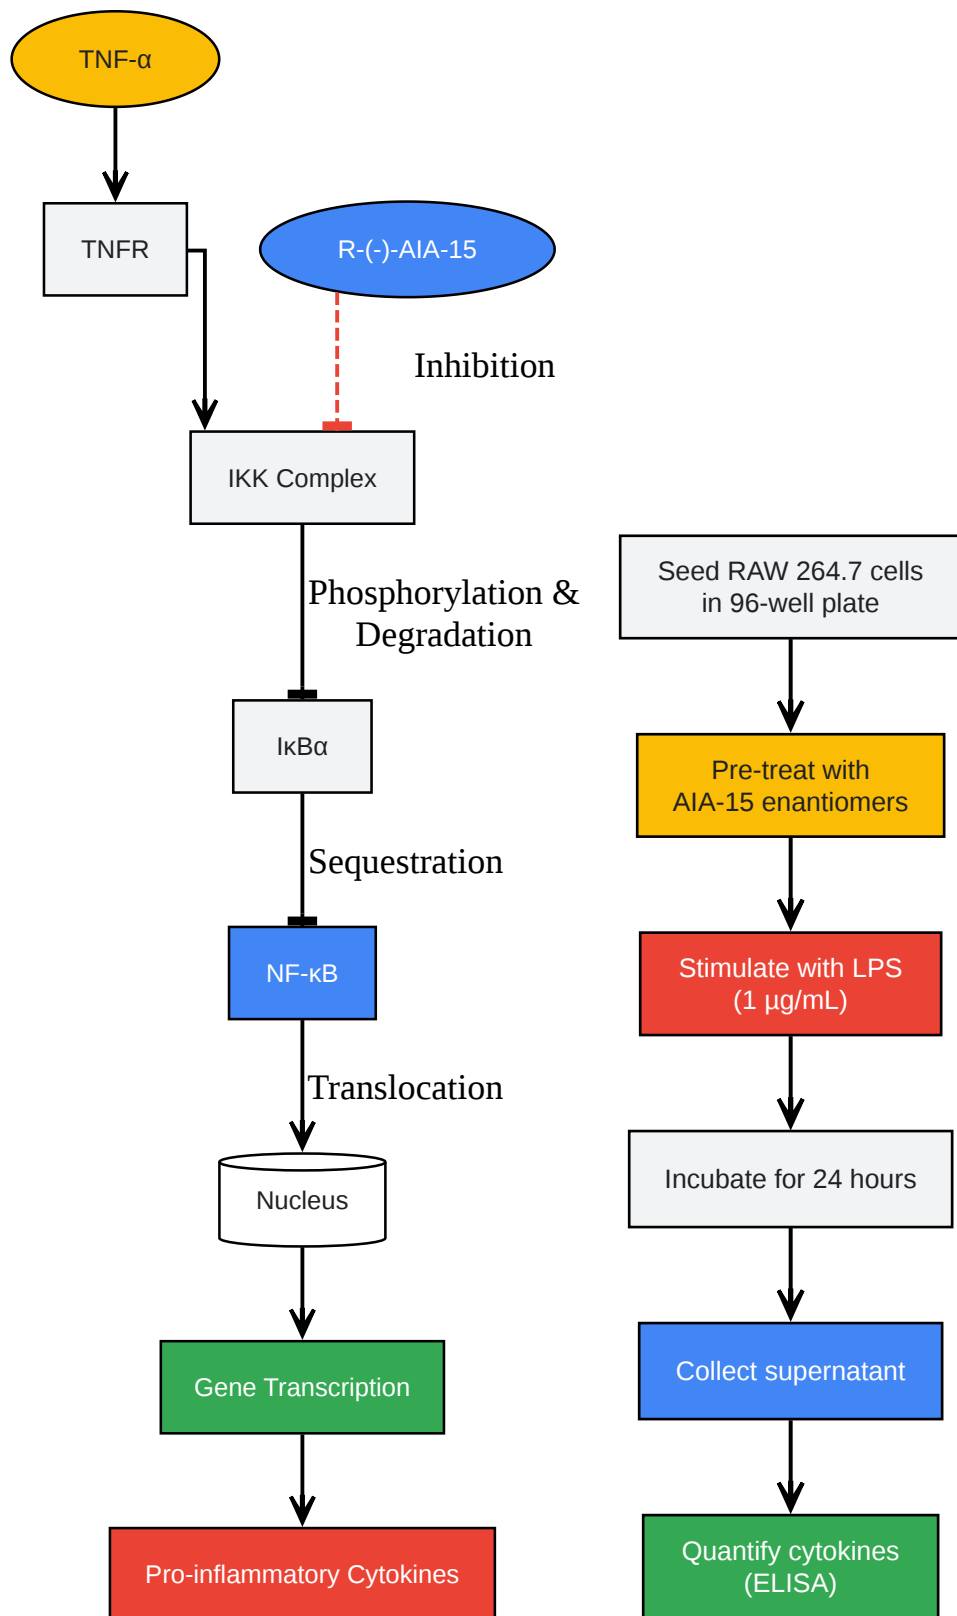 TNF-α
TNFR
R-(-)-AIA-15
Inhibition
IKK Complex
Phosphorylation &
Degradation
IκBα
Sequestration
NF-κB
Translocation
Nucleus
Gene Transcription
Pro-inflammatory Cytokines
Seed RAW 264.7 cells
in 96-well plate
Pre-treat with
AIA-15 enantiomers
Stimulate with LPS
(1 µg/mL)
Incubate for 24 hours
Collect supernatant
Quantify cytokines
(ELISA)